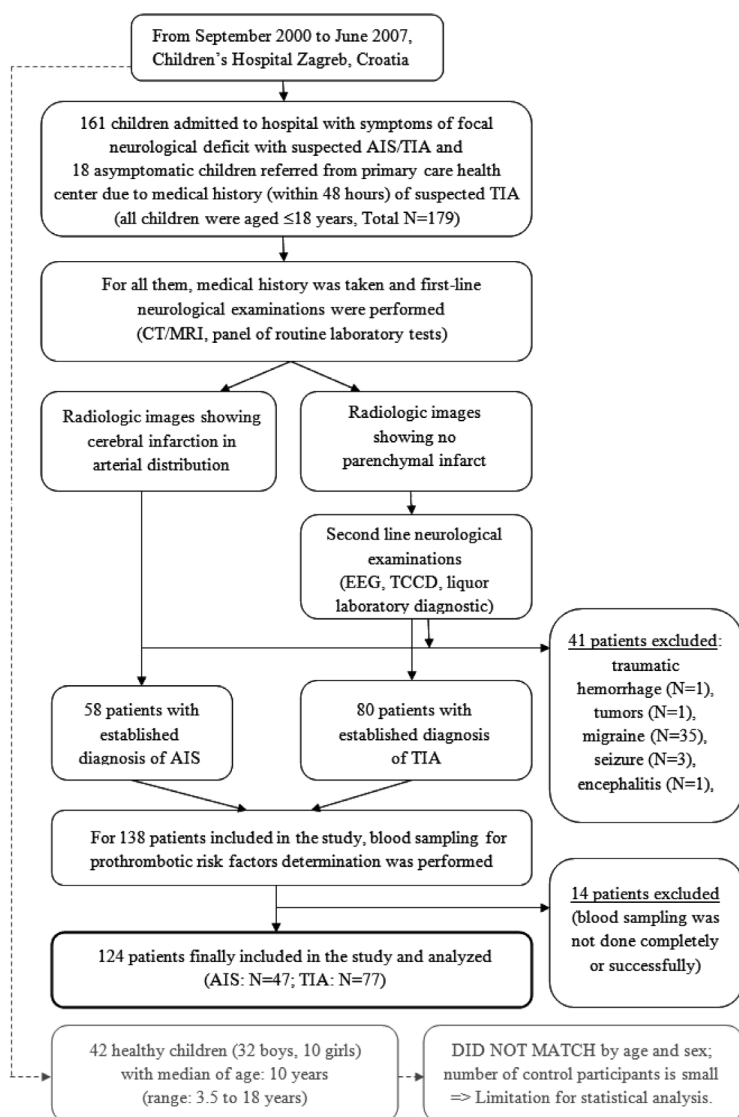 From September 2000 to June 2007,
Children's Hospital Zagreb, Croatia
161 children admitted to hospital with symptoms of focal
neurological deficit with suspected AIS/TIA and
18 asymptomatic children referred from primary care health
center due to medical history (within 48 hours) of suspected TIA
(all children were aged ≤18 years, Total N=179)
For all them, medical history was taken and first-line
neurological examinations were performed
(CT/MRI, panel of routine laboratory tests)
Radiologic images showing
cerebral infarction in
arterial distribution
Radiologic images
showing no
parenchymal infarct
Second line neurological
examinations
(EEG, TCCD, liquor
laboratory diagnostic)
41 patients excluded:
traumatic
hemorrhage (N=1),
tumors (N=1),
migraine (N=35),
seizure (N=3),
encephalitis (N=1),
58 patients with
established
diagnosis of AIS
80 patients with
established diagnosis
of TIA
For 138 patients included in the study, blood sampling for
prothrombotic risk factors determination was performed
14 patients excluded
(blood sampling was
not done completely
or successfully)
124 patients finally included in the study and analyzed
(AIS: N=47; TIA: N=77)
42 healthy children (32 boys, 10 girls)
with median of age: 10 years
(range: 3.5 to 18 years)
DID NOT MATCH by age and sex;
number of control participants is small
=> Limitation for statistical analysis.